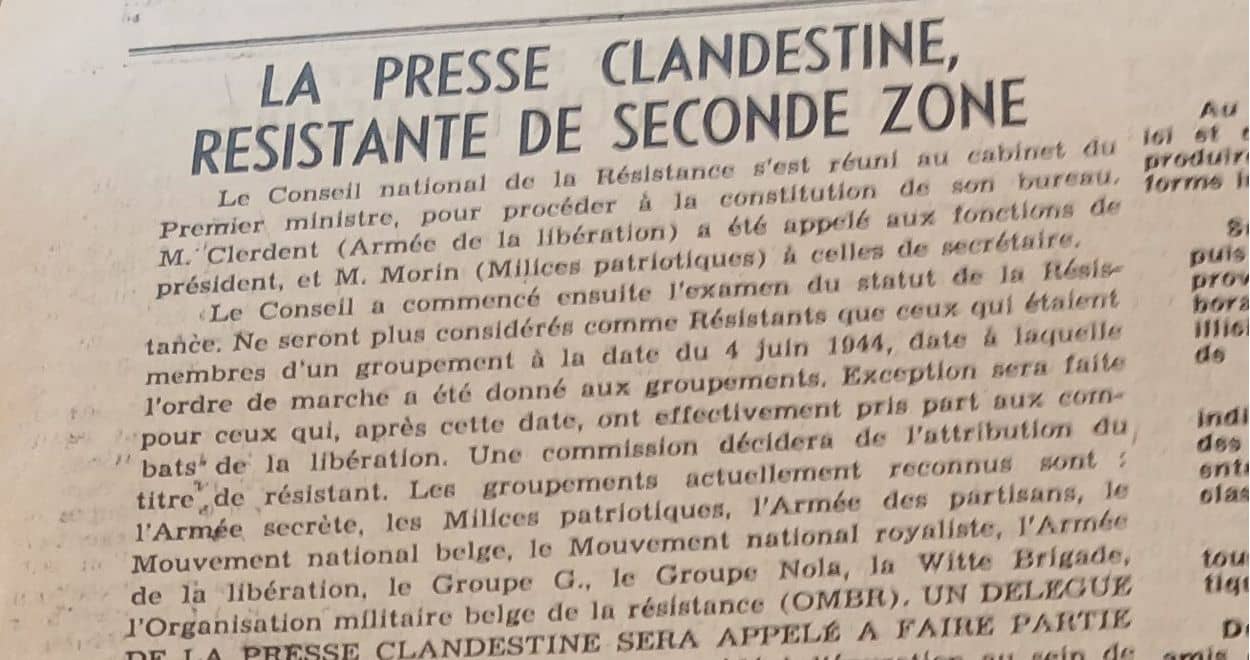 LA PRESSE CLANDESTINE,
RESISTANTE DE SECONDE ZONE
Le Conseil national de la Résistance s'est réuni au cabinet du
Premier ministre, pour procéder à la constitution de son bureau.
M. Clerdent (Armée de la libération) a été appelé aux fonctions de
président, et M. Morin (Milices patriotiques) à celles de secrétaire.
Le Conseil a commencé ensuite l'examen du statut de la Résis-
tance. Ne seront plus considérés comme Résistants que ceux qui étaient
membres d'un groupement à la date du 4 juin 1944, date à laquelle
l'ordre de marche a été donné aux groupements. Exception sera faite
pour ceux qui, après cette date, ont effectivement pris part aux com-
bats de la libération. Une commission décidera de l'attribution du
titre de résistant. Les groupements actuellement reconnus sont :
l'Armée secrète, les Milices patriotiques, l'Armée des partisans, le
Mouvement national belge, le Mouvement national royaliste, l'Armée
de la libération, le Groupe G., le Groupe Nola, la Witte Brigade,
l'Organisation militaire belge de la résistance (OMBR). UN DELEGUE
DE LA PRESSE CLANDESTINE SERA APPELÉ A FAIRE PARTIE
au sein de
Au
ici et
produire
forms
puis
prov
bora
de
indi
des
ent
clas
tou
tiqu
amis